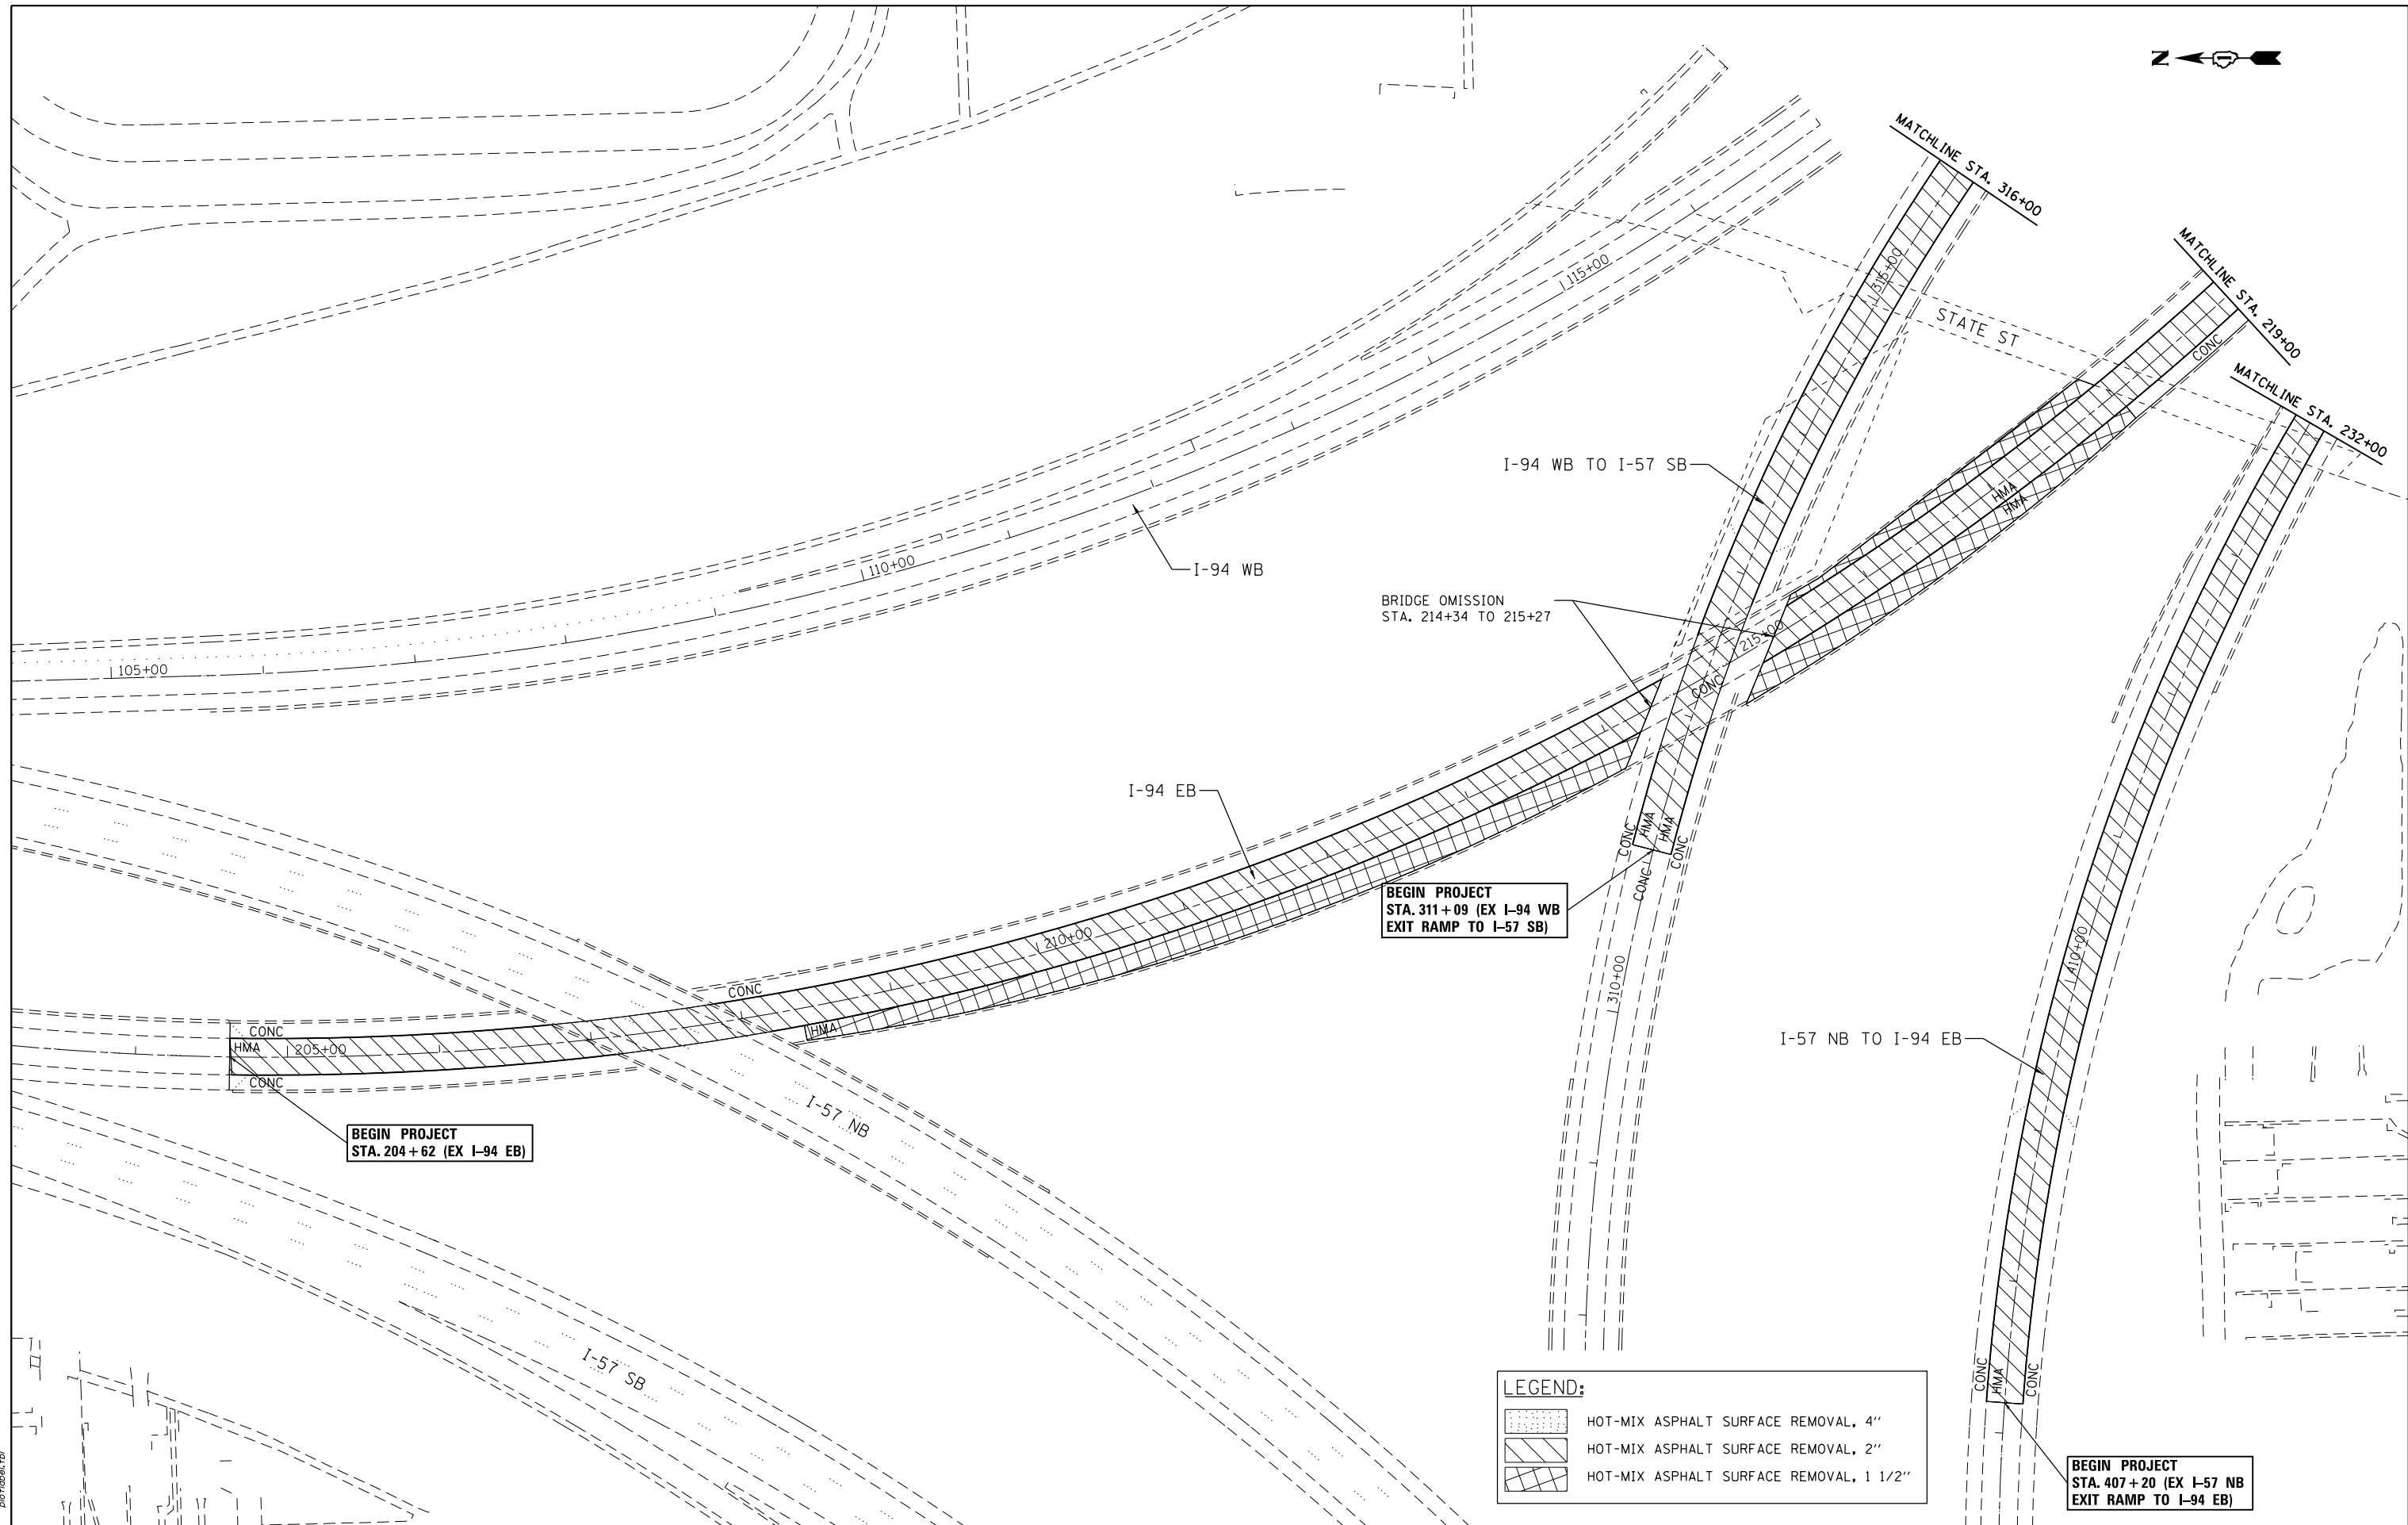 N
MATCHLINE STA. 316+00
MATCHLINE STA. 219+00
MATCHLINE STA. 232+00
315+00
115+00
STATE ST
CONC
I-94 WB TO I-57 SB
HMA
HMA
110+00
I-94 WB
BRIDGE OMISSION
STA. 214+34 TO 215+27
215+00
105+00
CONC
I-94 EB
CONC
HMA
HMA
CONC
CONC
BEGIN PROJECT
STA. 311+09 (EX I-94 WB
EXIT RAMP TO I-57 SB)
210+00
410+00
310+00
CONC
HMA
CONC
HMA
205+00
CONC
I-57 NB TO I-94 EB
I-57 NB
BEGIN PROJECT
STA. 204+62 (EX I-94 EB)
I-57 SB
CONC
HMA
CONC
LEGEND:
HOT-MIX ASPHALT SURFACE REMOVAL, 4"
HOT-MIX ASPHALT SURFACE REMOVAL, 2"
HOT-MIX ASPHALT SURFACE REMOVAL, 1 1/2"
BEGIN PROJECT
STA. 407+20 (EX I-57 NB
EXIT RAMP TO I-94 EB)